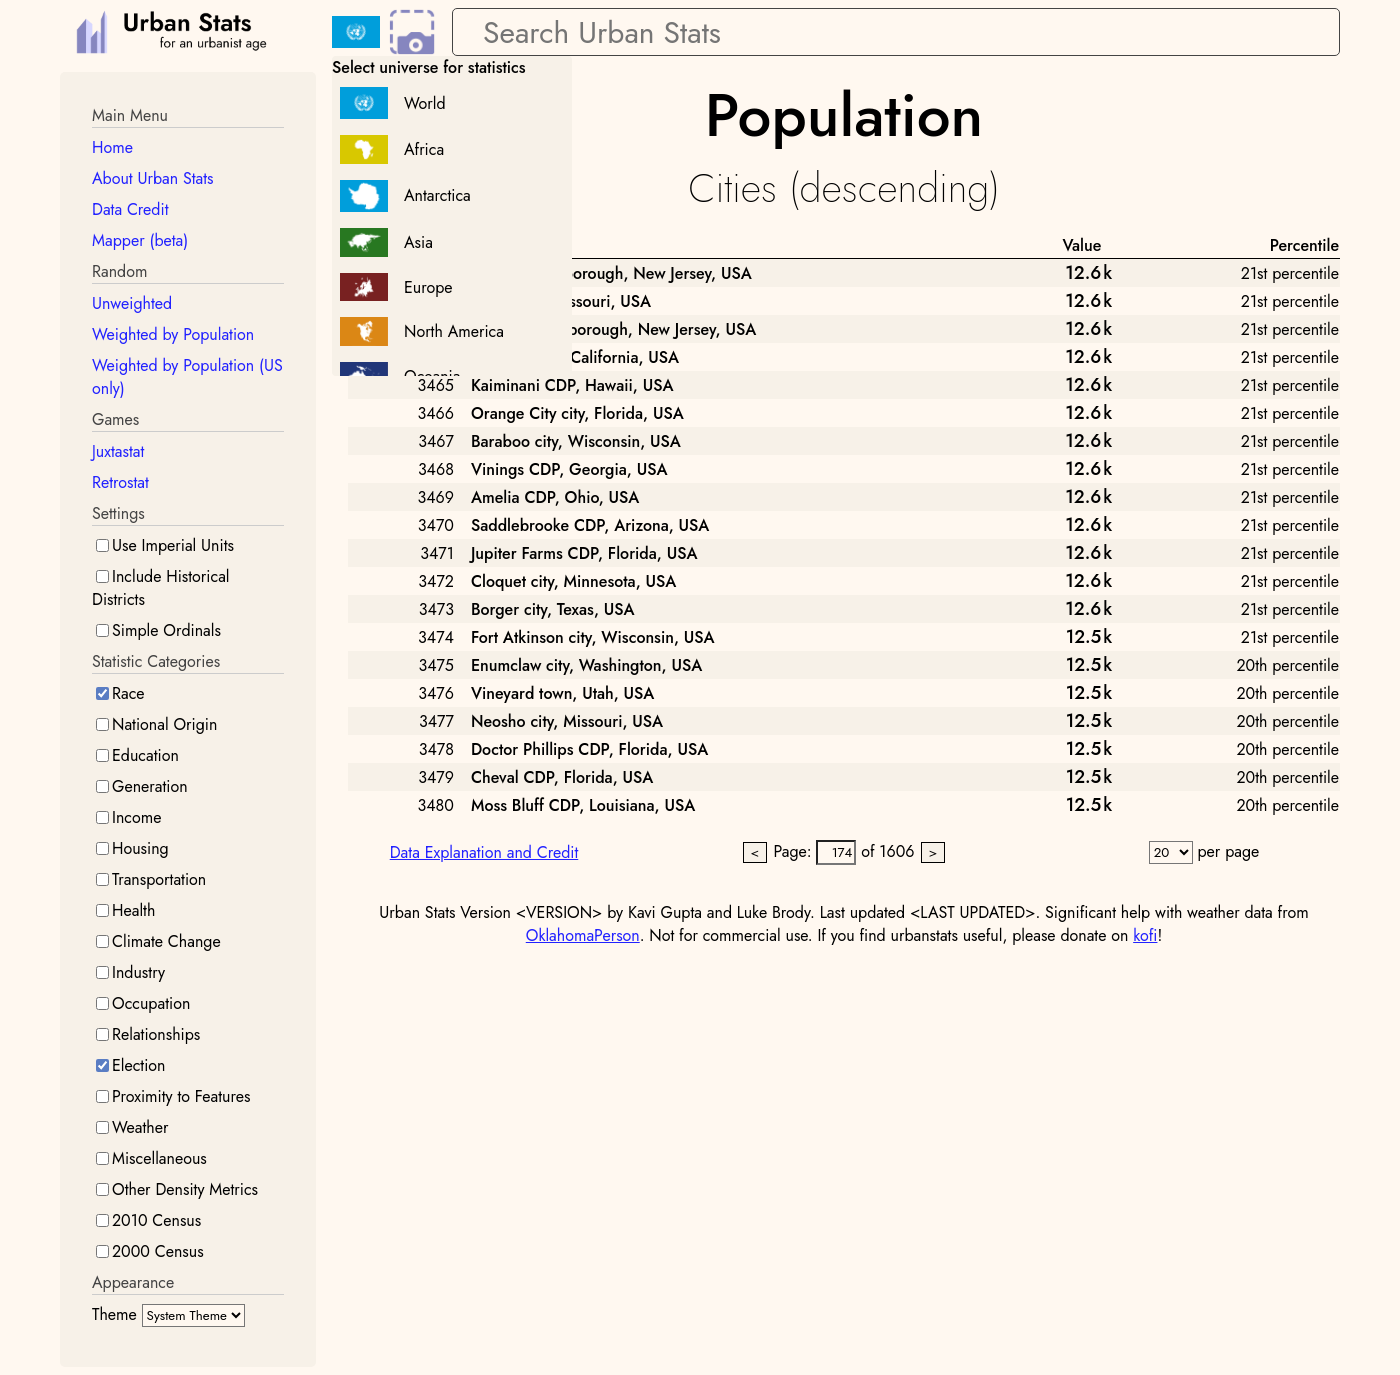 Urban Stats
for an urbanist age
Search Urban Stats
Select universe for statistics
World
Africa
Antarctica
Asia
Europe
North America
Oceania
Main Menu
Home
About Urban Stats
Data Credit
Mapper (beta)
Random
Unweighted
Weighted by Population
Weighted by Population (US
only)
Games
Juxtastat
Retrostat
Settings
Use Imperial Units
Include Historical
Districts
Simple Ordinals
Statistic Categories
Race
National Origin
Education
Generation
Income
Housing
Transportation
Health
Climate Change
Industry
Occupation
Relationships
Election
Proximity to Features
Weather
Miscellaneous
Other Density Metrics
2010 Census
2000 Census
Appearance
Theme System Theme
Population
Cities (descending)
Value Percentile
borough, New Jersey, USA 12.6k 21st percentile
ssouri, USA 12.6k 21st percentile
borough, New Jersey, USA 12.6k 21st percentile
California, USA 12.6k 21st percentile
3465 Kaiminani CDP, Hawaii, USA 12.6k 21st percentile
3466 Orange City city, Florida, USA 12.6k 21st percentile
3467 Baraboo city, Wisconsin, USA 12.6k 21st percentile
3468 Vinings CDP, Georgia, USA 12.6k 21st percentile
3469 Amelia CDP, Ohio, USA 12.6k 21st percentile
3470 Saddlebrooke CDP, Arizona, USA 12.6k 21st percentile
3471 Jupiter Farms CDP, Florida, USA 12.6k 21st percentile
3472 Cloquet city, Minnesota, USA 12.6k 21st percentile
3473 Borger city, Texas, USA 12.6k 21st percentile
3474 Fort Atkinson city, Wisconsin, USA 12.5k 21st percentile
3475 Enumclaw city, Washington, USA 12.5k 20th percentile
3476 Vineyard town, Utah, USA 12.5k 20th percentile
3477 Neosho city, Missouri, USA 12.5k 20th percentile
3478 Doctor Phillips CDP, Florida, USA 12.5k 20th percentile
3479 Cheval CDP, Florida, USA 12.5k 20th percentile
3480 Moss Bluff CDP, Louisiana, USA 12.5k 20th percentile
Data Explanation and Credit < Page: 174 of 1606 > 20 per page
Urban Stats Version <VERSION> by Kavi Gupta and Luke Brody. Last updated <LAST UPDATED>. Significant help with weather data from
OklahomaPerson. Not for commercial use. If you find urbanstats useful, please donate on kofi!